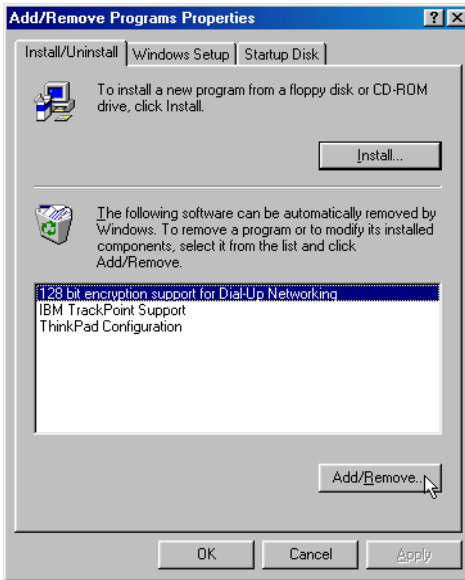 Add/Remove Programs Properties
Install/Uninstall Windows Setup Startup Disk
To install a new program from a floppy disk or CD-ROM
drive, click Install.
Install...
The following software can be automatically removed by
Windows. To remove a program or to modify its installed
components, select it from the list and click
Add/Remove.
128 bit encryption support for Dial-Up Networking
IBM TrackPoint Support
ThinkPad Configuration
Add/Remove...
OK Cancel Apply